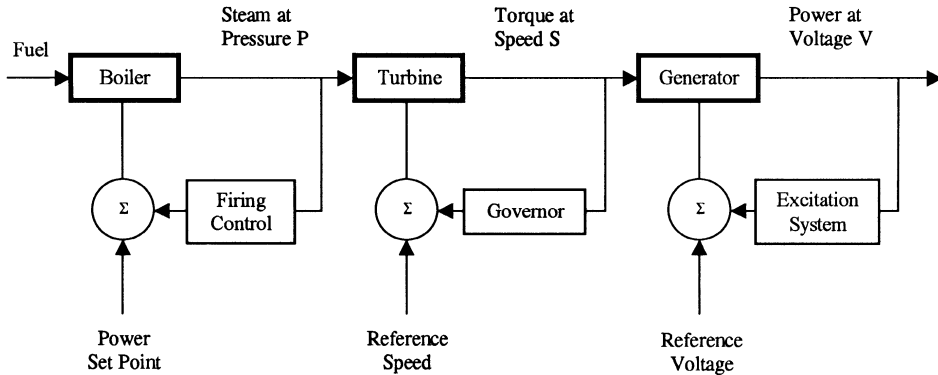 Steam at
Pressure P
Torque at
Speed S
Power at
Voltage V
Fuel
Boiler
Turbine
Generator
Σ
Firing
Control
Σ
Governor
Σ
Excitation
System
Power
Set Point
Reference
Speed
Reference
Voltage